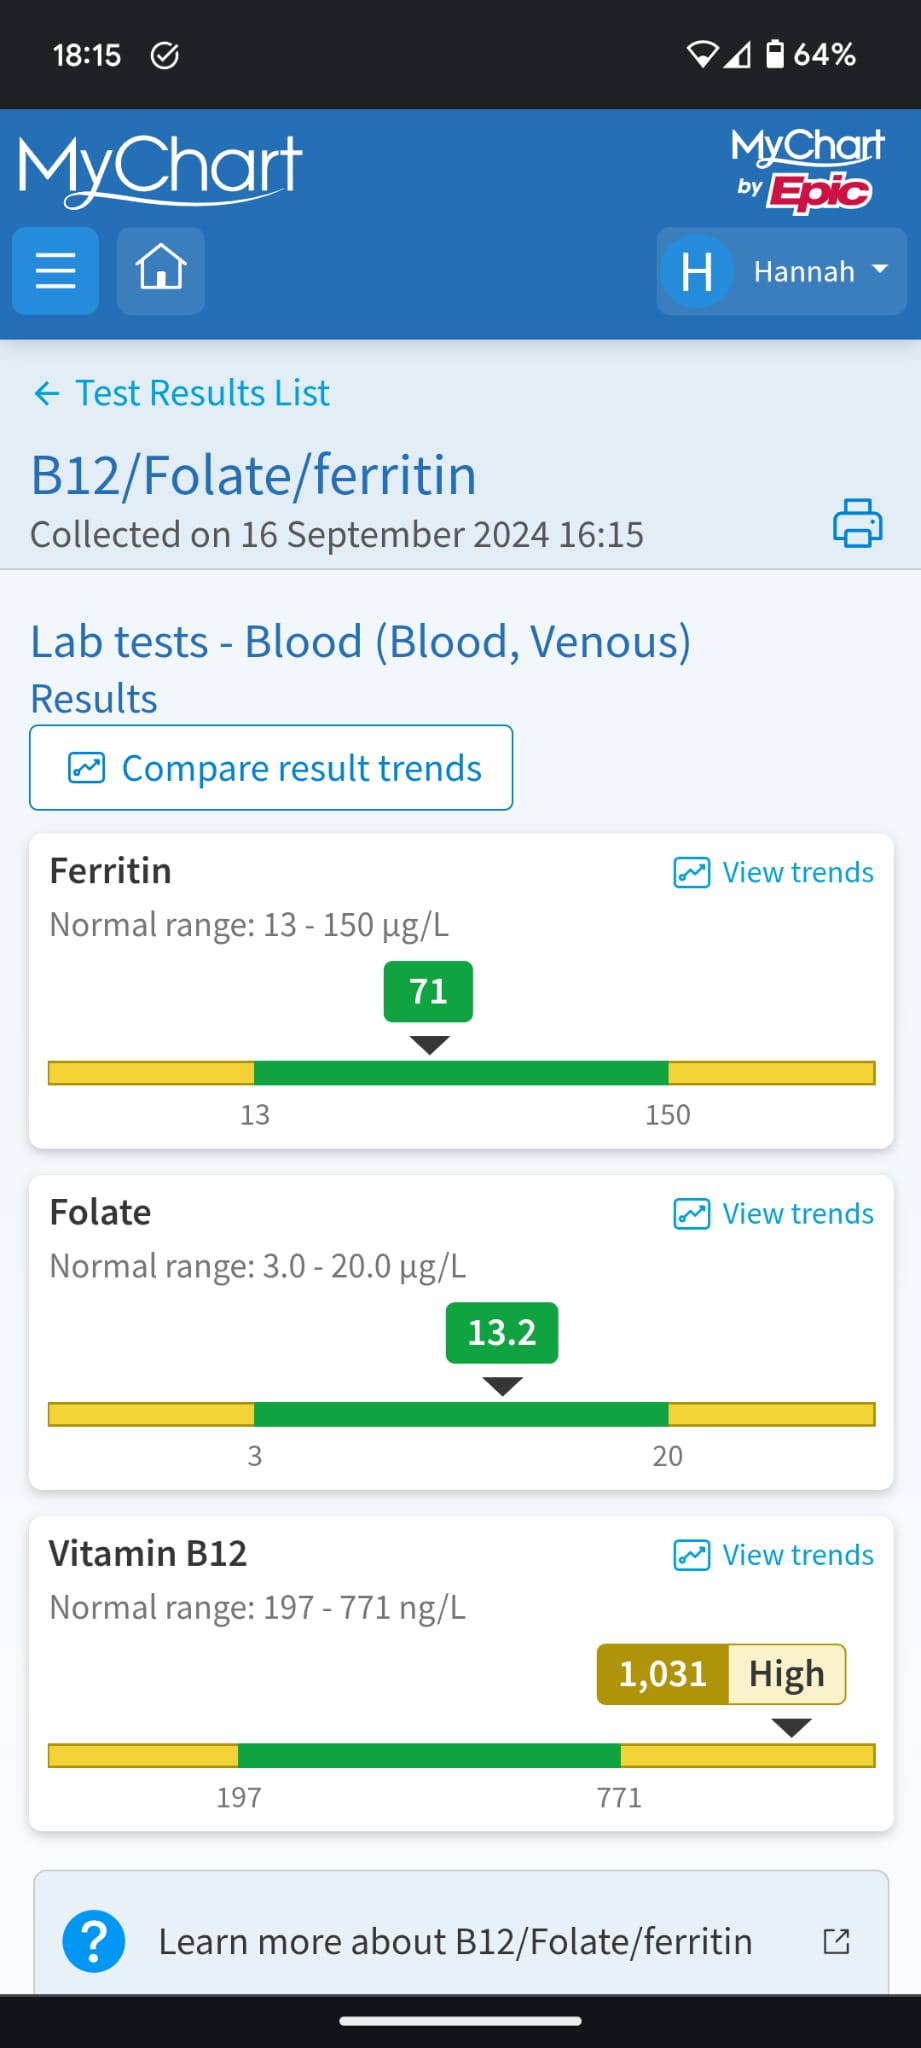 18:15 64%
MyChart
MyChart
by Epic
H Hannah
← Test Results List
B12/Folate/ferritin
Collected on 16 September 2024 16:15
Lab tests - Blood (Blood, Venous)
Results
Compare result trends
Ferritin View trends
Normal range: 13 - 150 µg/L
71
13 150
Folate View trends
Normal range: 3.0 - 20.0 µg/L
13.2
3 20
Vitamin B12 View trends
Normal range: 197 - 771 ng/L
1,031 High
197 771
? Learn more about B12/Folate/ferritin